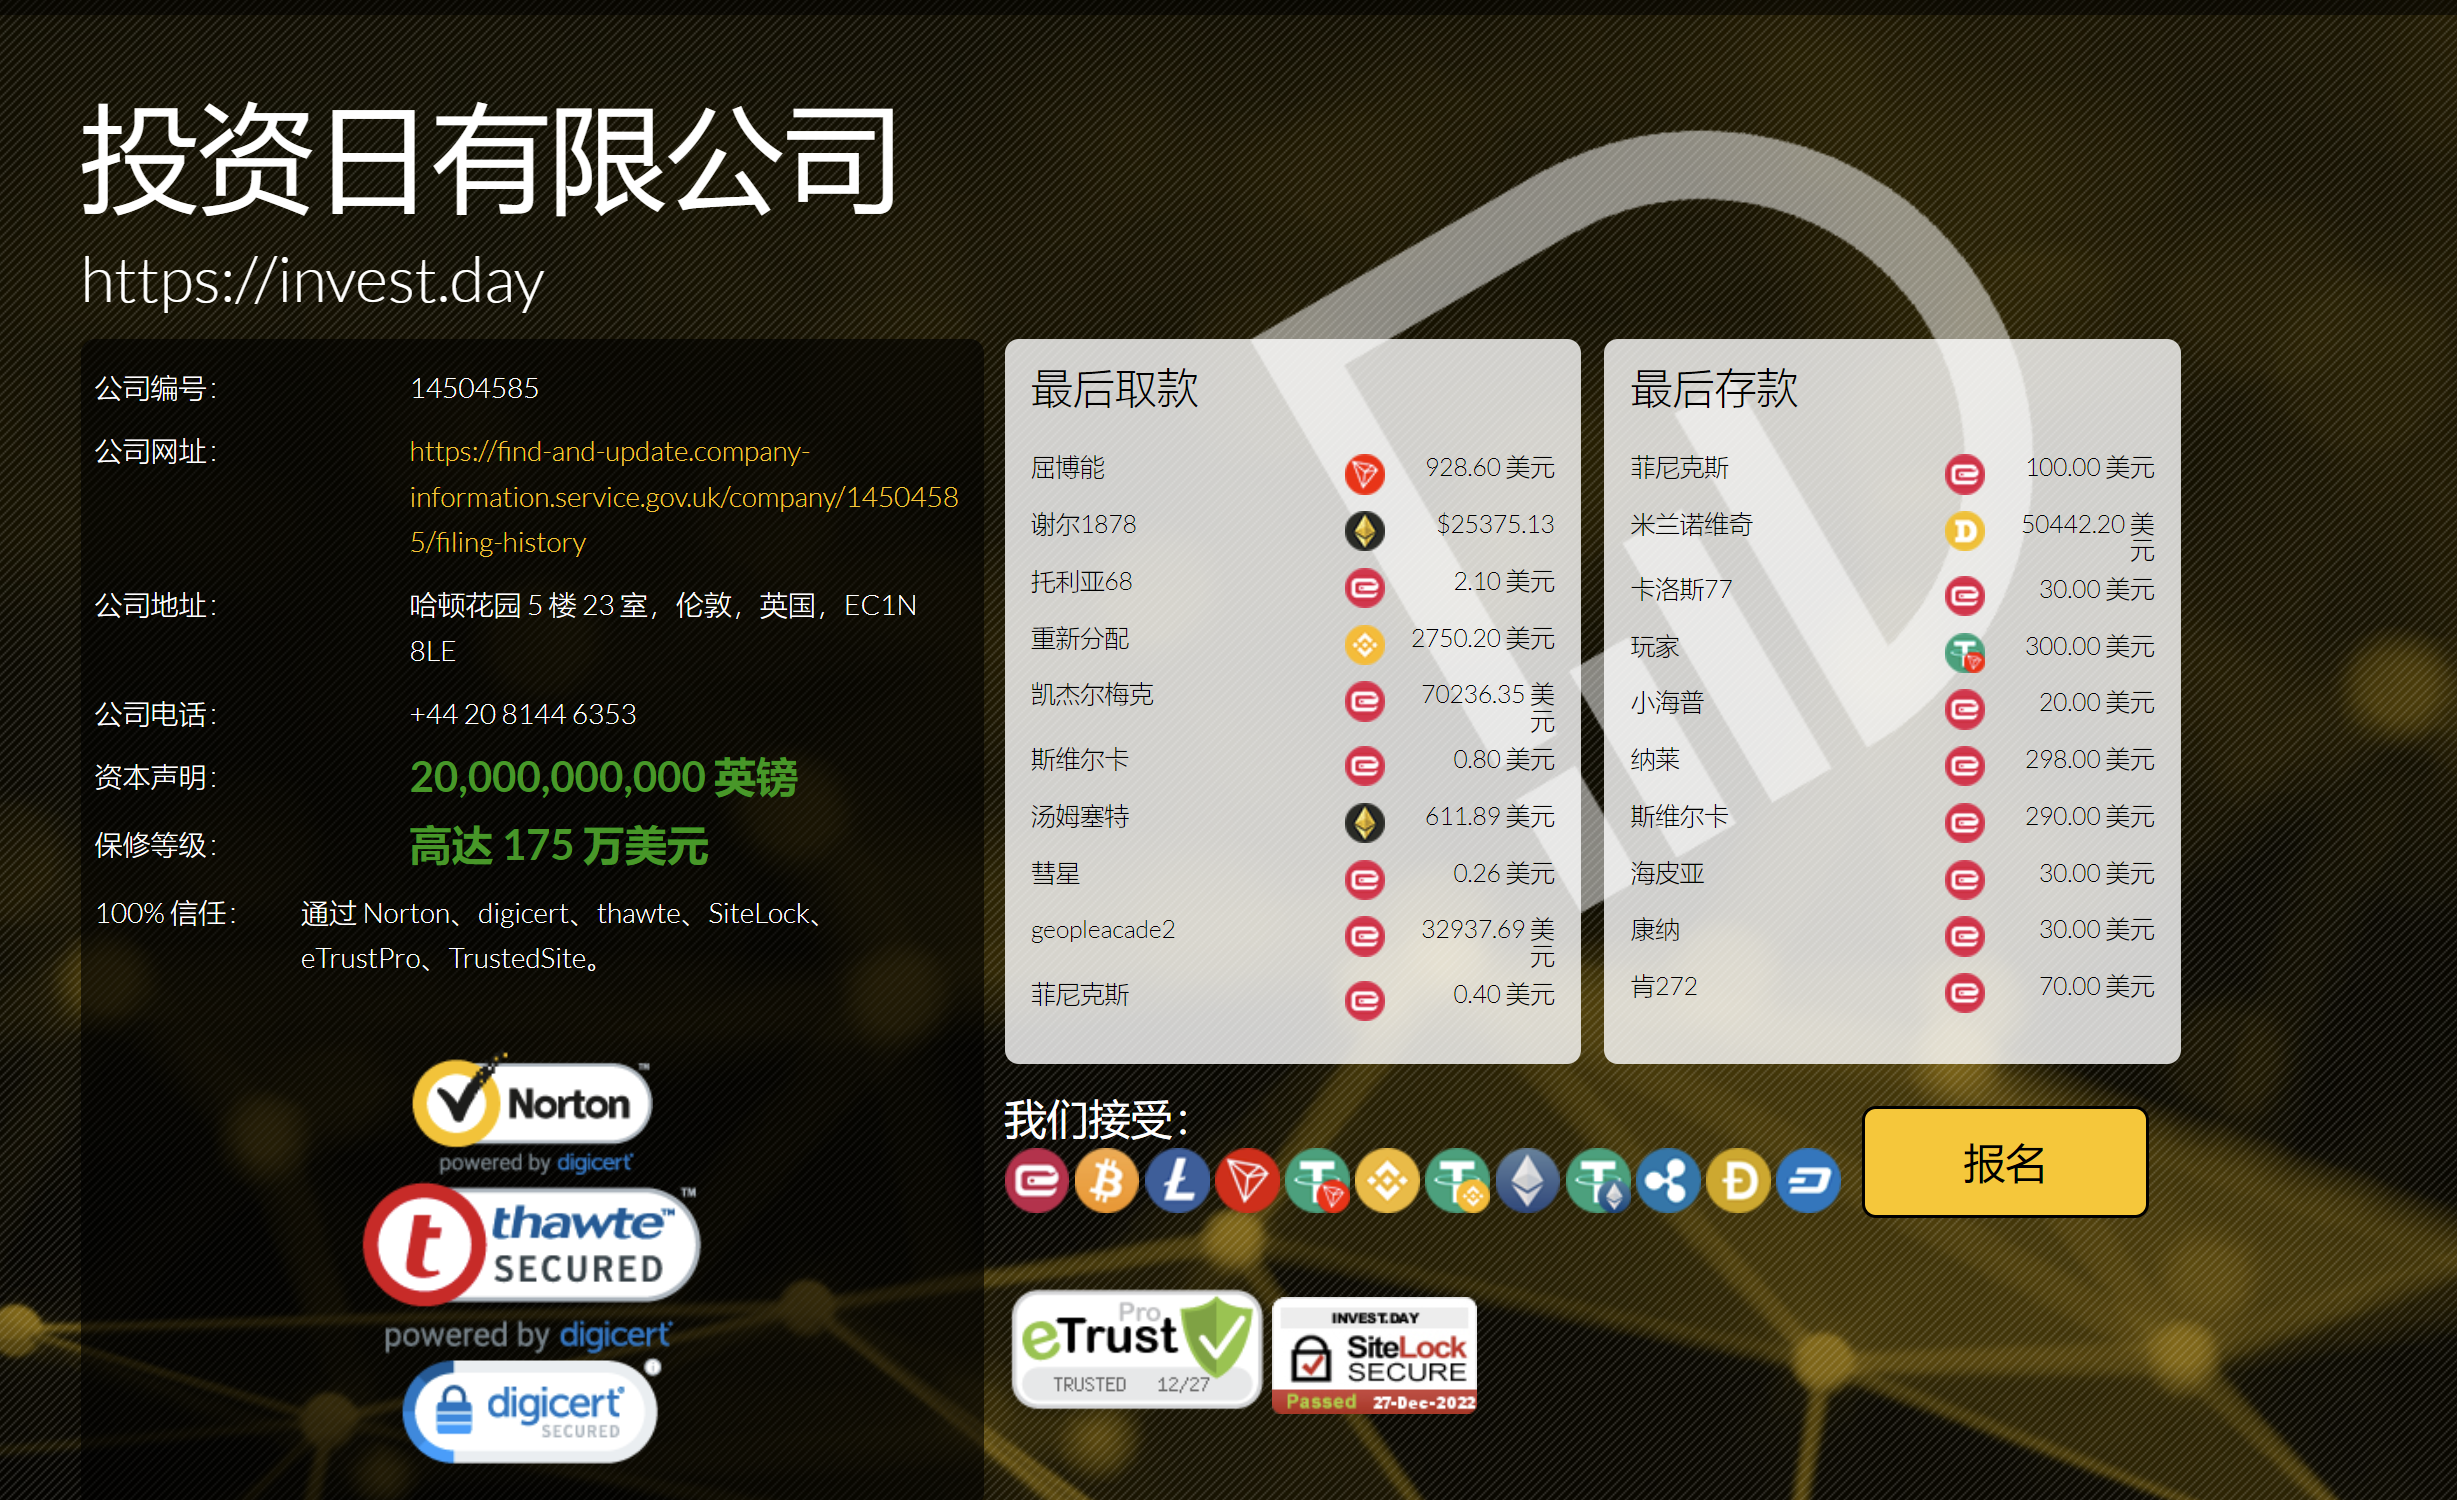 投资日有限公司
https://invest.day
公司编号： 14504585
公司网址： https://find-and-update.company-
information.service.gov.uk/company/1450458
5/filing-history
公司地址： 哈顿花园 5 楼 23 室，伦敦，英国，EC1N
8LE
公司电话： +44 20 8144 6353
资本声明： 20,000,000,000 英镑
保修等级： 高达 175 万美元
100% 信任： 通过 Norton、digicert、thawte、SiteLock、
eTrustPro、TrustedSite。
Norton
powered by digicert
thawte
SECURED
powered by digicert
digicert
SECURED
最后取款
屈博能 928.60 美元
谢尔1878 $25375.13
托利亚68 2.10 美元
重新分配 2750.20 美元
凯杰尔梅克 70236.35 美
元
斯维尔卡 0.80 美元
汤姆塞特 611.89 美元
彗星 0.26 美元
geopleacade2 32937.69 美
元
菲尼克斯 0.40 美元
最后存款
菲尼克斯 100.00 美元
米兰诺维奇 50442.20 美
元
卡洛斯77 30.00 美元
玩家 300.00 美元
小海普 20.00 美元
纳莱 298.00 美元
斯维尔卡 290.00 美元
海皮亚 30.00 美元
康纳 30.00 美元
肯272 70.00 美元
我们接受：
报名
Pro
eTrust
TRUSTED 12/27
INVEST.DAY
SiteLock
SECURE
Passed 27-Dec-2022